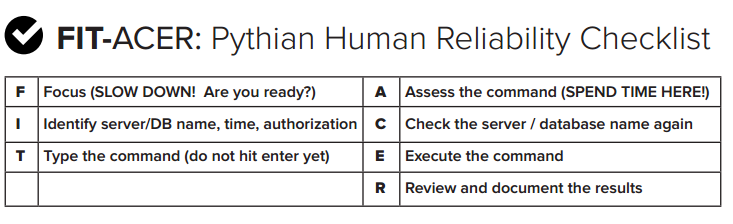 FIT-ACER: Pythian Human Reliability Checklist
F Focus (SLOW DOWN! Are you ready?) A Assess the command (SPEND TIME HERE!)
I Identify server/DB name, time, authorization C Check the server / database name again
T Type the command (do not hit enter yet) E Execute the command
R Review and document the results